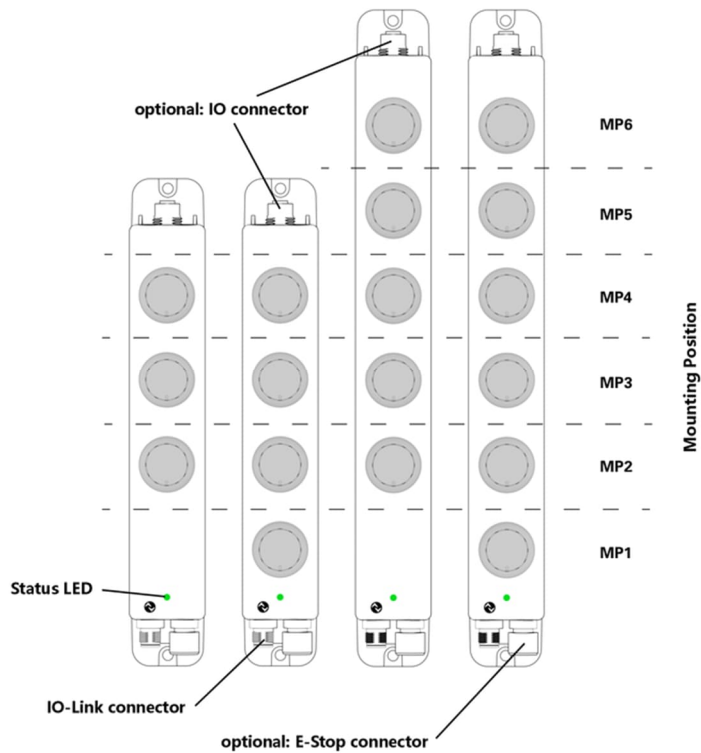 optional: IO connector
MP6
MP5
MP4
MP3
MP2
MP1
Mounting Position
Status LED
IO-Link connector
optional: E-Stop connector